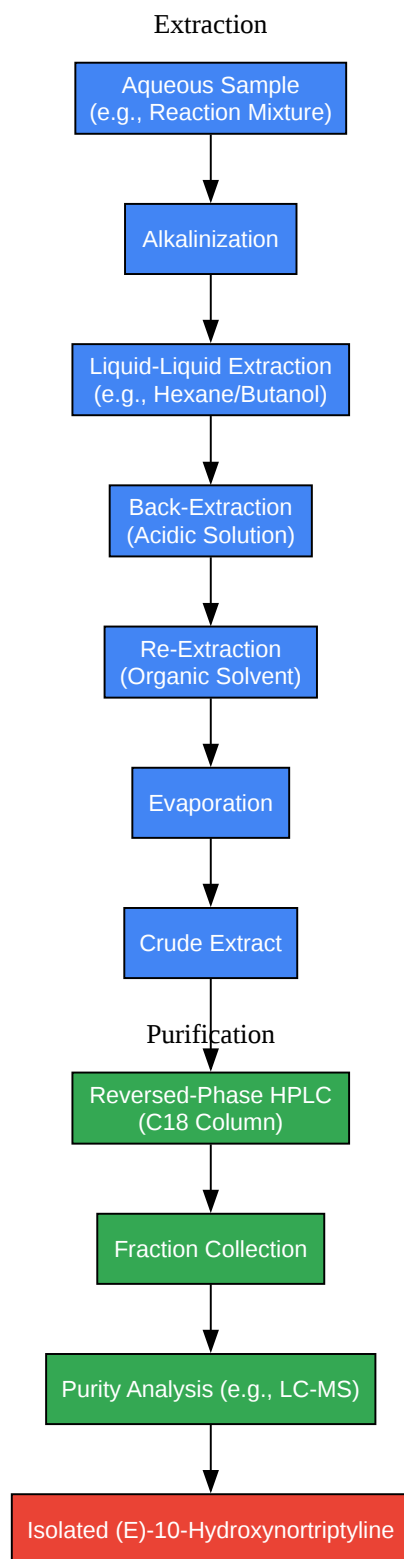 Extraction
Aqueous Sample
(e.g., Reaction Mixture)
Alkalinization
Liquid-Liquid Extraction
(e.g., Hexane/Butanol)
Back-Extraction
(Acidic Solution)
Re-Extraction
(Organic Solvent)
Evaporation
Crude Extract
Purification
Reversed-Phase HPLC
(C18 Column)
Fraction Collection
Purity Analysis (e.g., LC-MS)
Isolated (E)-10-Hydroxynortriptyline